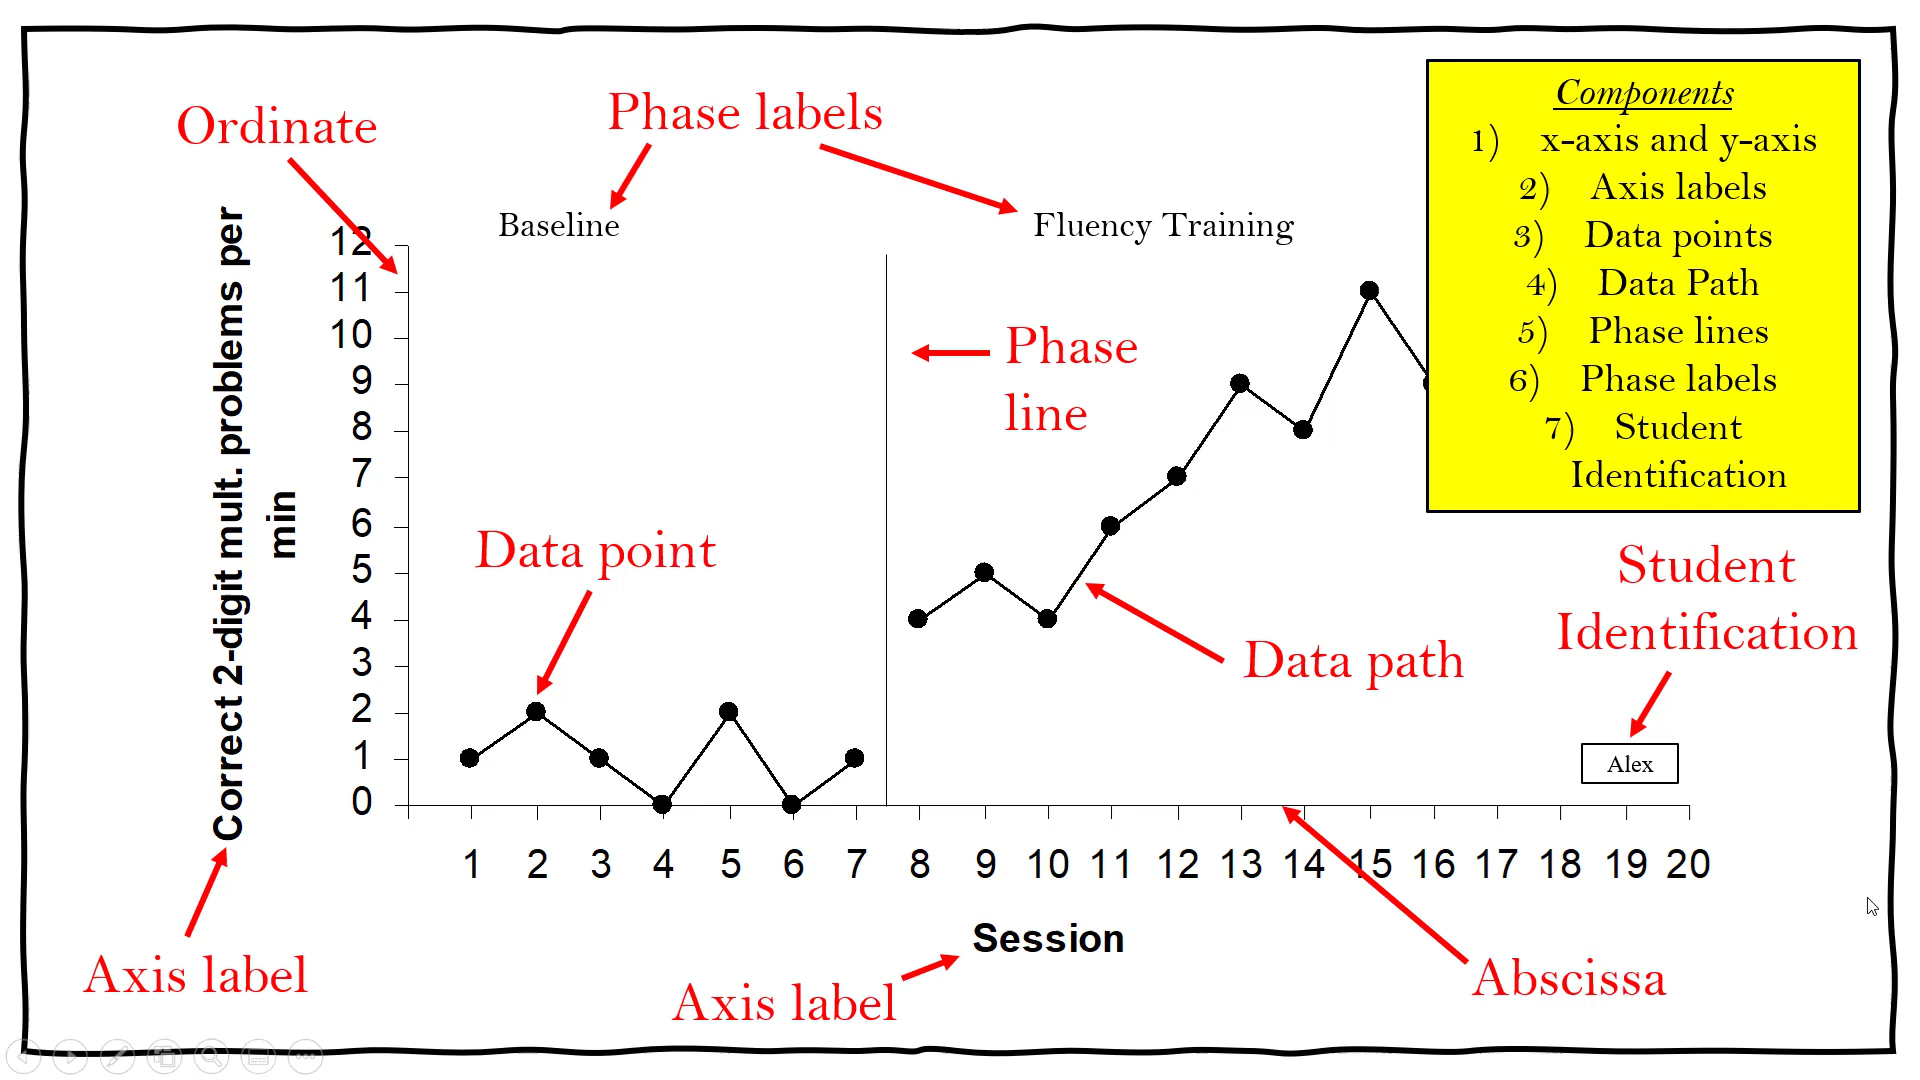 Components
1) x-axis and y-axis
2) Axis labels
3) Data points
4) Data Path
5) Phase lines
6) Phase labels
7) Student
Identification
Ordinate
Phase labels
Baseline
Fluency Training
Correct 2-digit mult. problems per
min
12
11
10
9
8
7
6
5
4
3
2
1
0
Phase
line
Data point
Data path
Student
Identification
Alex
1 2 3 4 5 6 7 8 9 10 11 12 13 14 15 16 17 18 19 20
Session
Axis label
Axis label
Abscissa